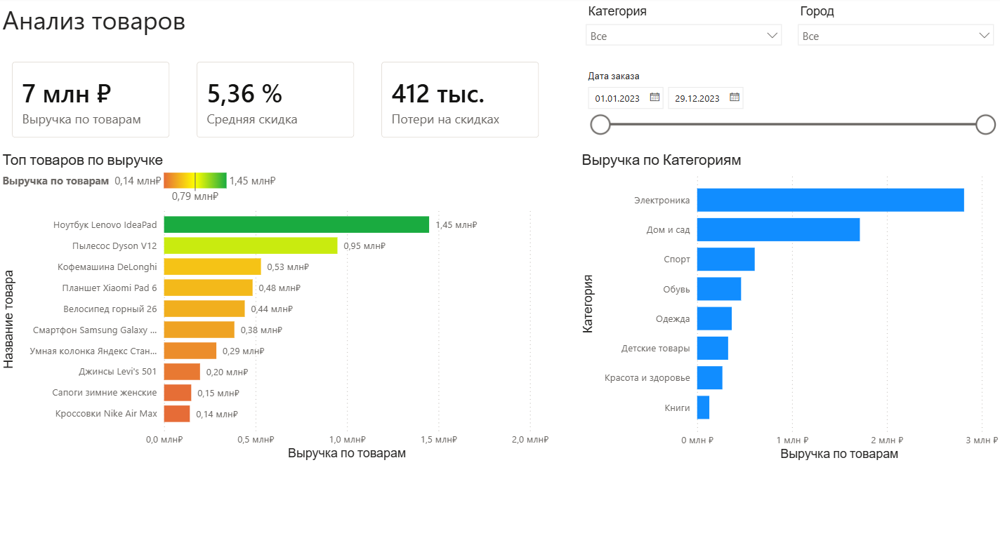 Анализ товаров
Категория
Все
Город
Все
7 млн ₽
Выручка по товарам
5,36 %
Средняя скидка
412 тыс.
Потери на скидках
Дата заказа
01.01.2023
29.12.2023
Топ товаров по выручке
Выручка по товарам 0,14 млн₽ 1,45 млн₽
0,79 млн₽
Название товара
Ноутбук Lenovo IdeaPad 1,45 млн₽
Пылесос Dyson V12 0,95 млн₽
Кофемашина DeLonghi 0,53 млн₽
Планшет Xiaomi Pad 6 0,48 млн₽
Велосипед горный 26 0,44 млн₽
Смартфон Samsung Galaxy ... 0,38 млн₽
Умная колонка Яндекс Стан... 0,29 млн₽
Джинсы Levi's 501 0,20 млн₽
Сапоги зимние женские 0,15 млн₽
Кроссовки Nike Air Max 0,14 млн₽
0,0 млн₽ 0,5 млн₽ 1,0 млн₽ 1,5 млн₽ 2,0 млн₽
Выручка по товарам
Выручка по Категориям
Категория
Электроника
Дом и сад
Спорт
Обувь
Одежда
Детские товары
Красота и здоровье
Книги
0 млн ₽ 1 млн ₽ 2 млн ₽ 3 млн ₽
Выручка по товарам